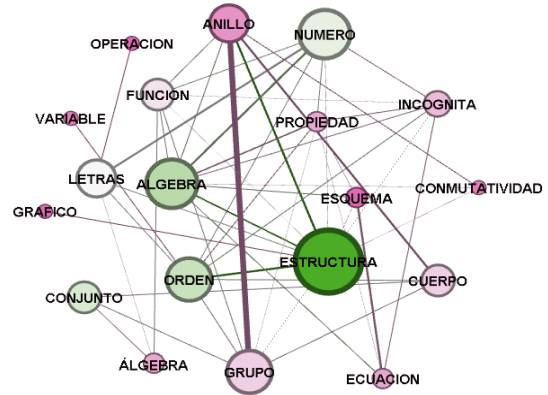 ANILLO
NUMERO
OPERACION
FUNCION
INCOGNITA
VARIABLE
PROPIEDAD
LETRAS
ALGEBRA
ESQUEMA
CONMUTATIVIDAD
GRAFICO
ESTRUCTURA
ORDEN
CUERPO
CONJUNTO
ÁLGEBRA
GRUPO
ECUACION